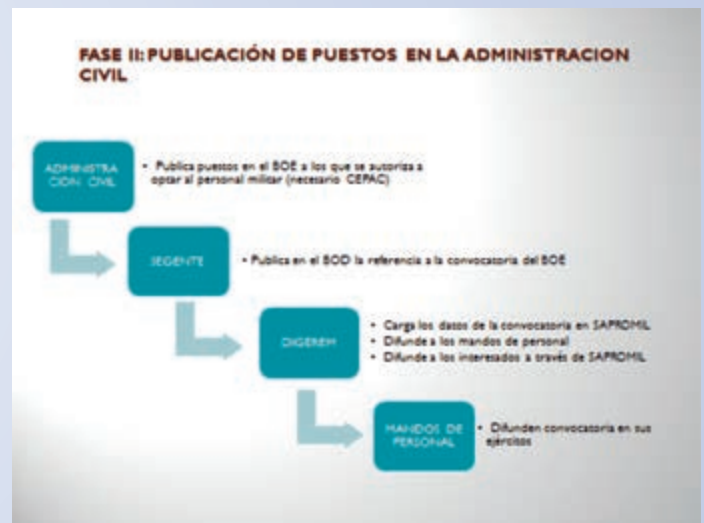 FASE II: PUBLICACIÓN DE PUESTOS EN LA ADMINISTRACION
CIVIL
ADMINISTRA
CION CIVIL
• Publica puestos en el BOE a los que se autoriza a
optar al personal militar (necesario CEPAC)
SEGENTE
• Publica en el BOD la referencia a la convocatoria del BOE
DIGEREM
• Carga los datos de la convocatoria en SAPROMIL
• Difunde a los mandos de personal
• Difunde a los interesados a través de SAPROMIL
MANDOS DE
PERSONAL
• Difunden convocatoria en sus
ejércitos